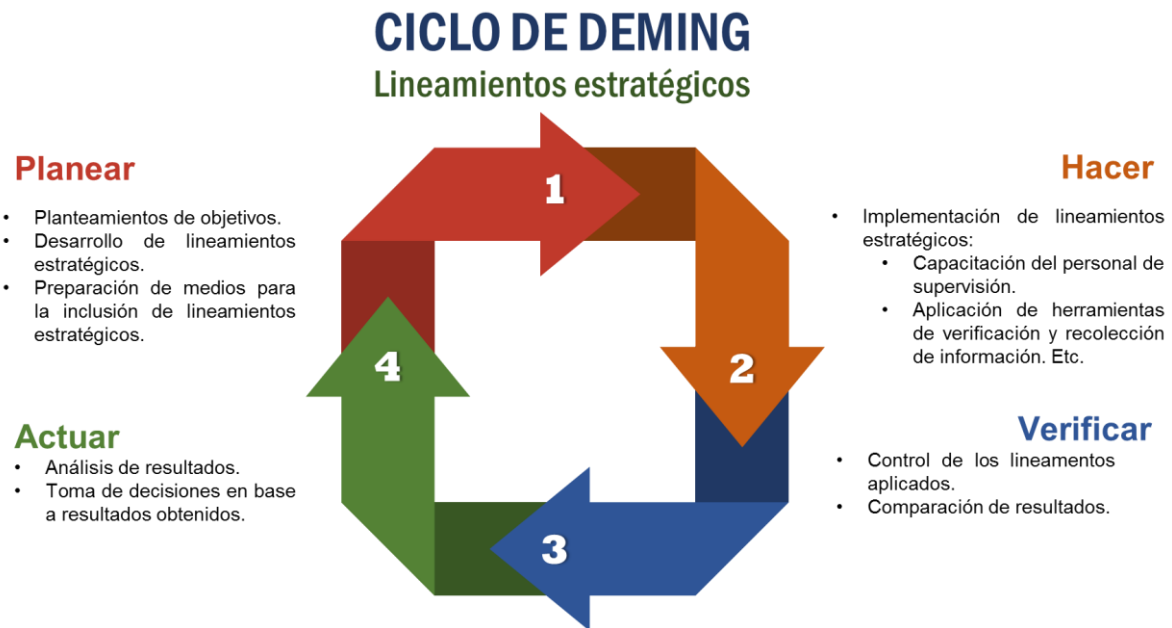 CICLO DE DEMING
Lineamientos estratégicos
Planear
• Planteamientos de objetivos.
• Desarrollo de lineamientos
estratégicos.
• Preparación de medios para
la inclusión de lineamientos
estratégicos.
1
Hacer
• Implementación de lineamientos
estratégicos:
• Capacitación del personal de
supervisión.
• Aplicación de herramientas
de verificación y recolección
de información. Etc.
2
Verificar
• Control de los lineamentos
aplicados.
• Comparación de resultados.
3
Actuar
• Análisis de resultados.
• Toma de decisiones en base
a resultados obtenidos.
4